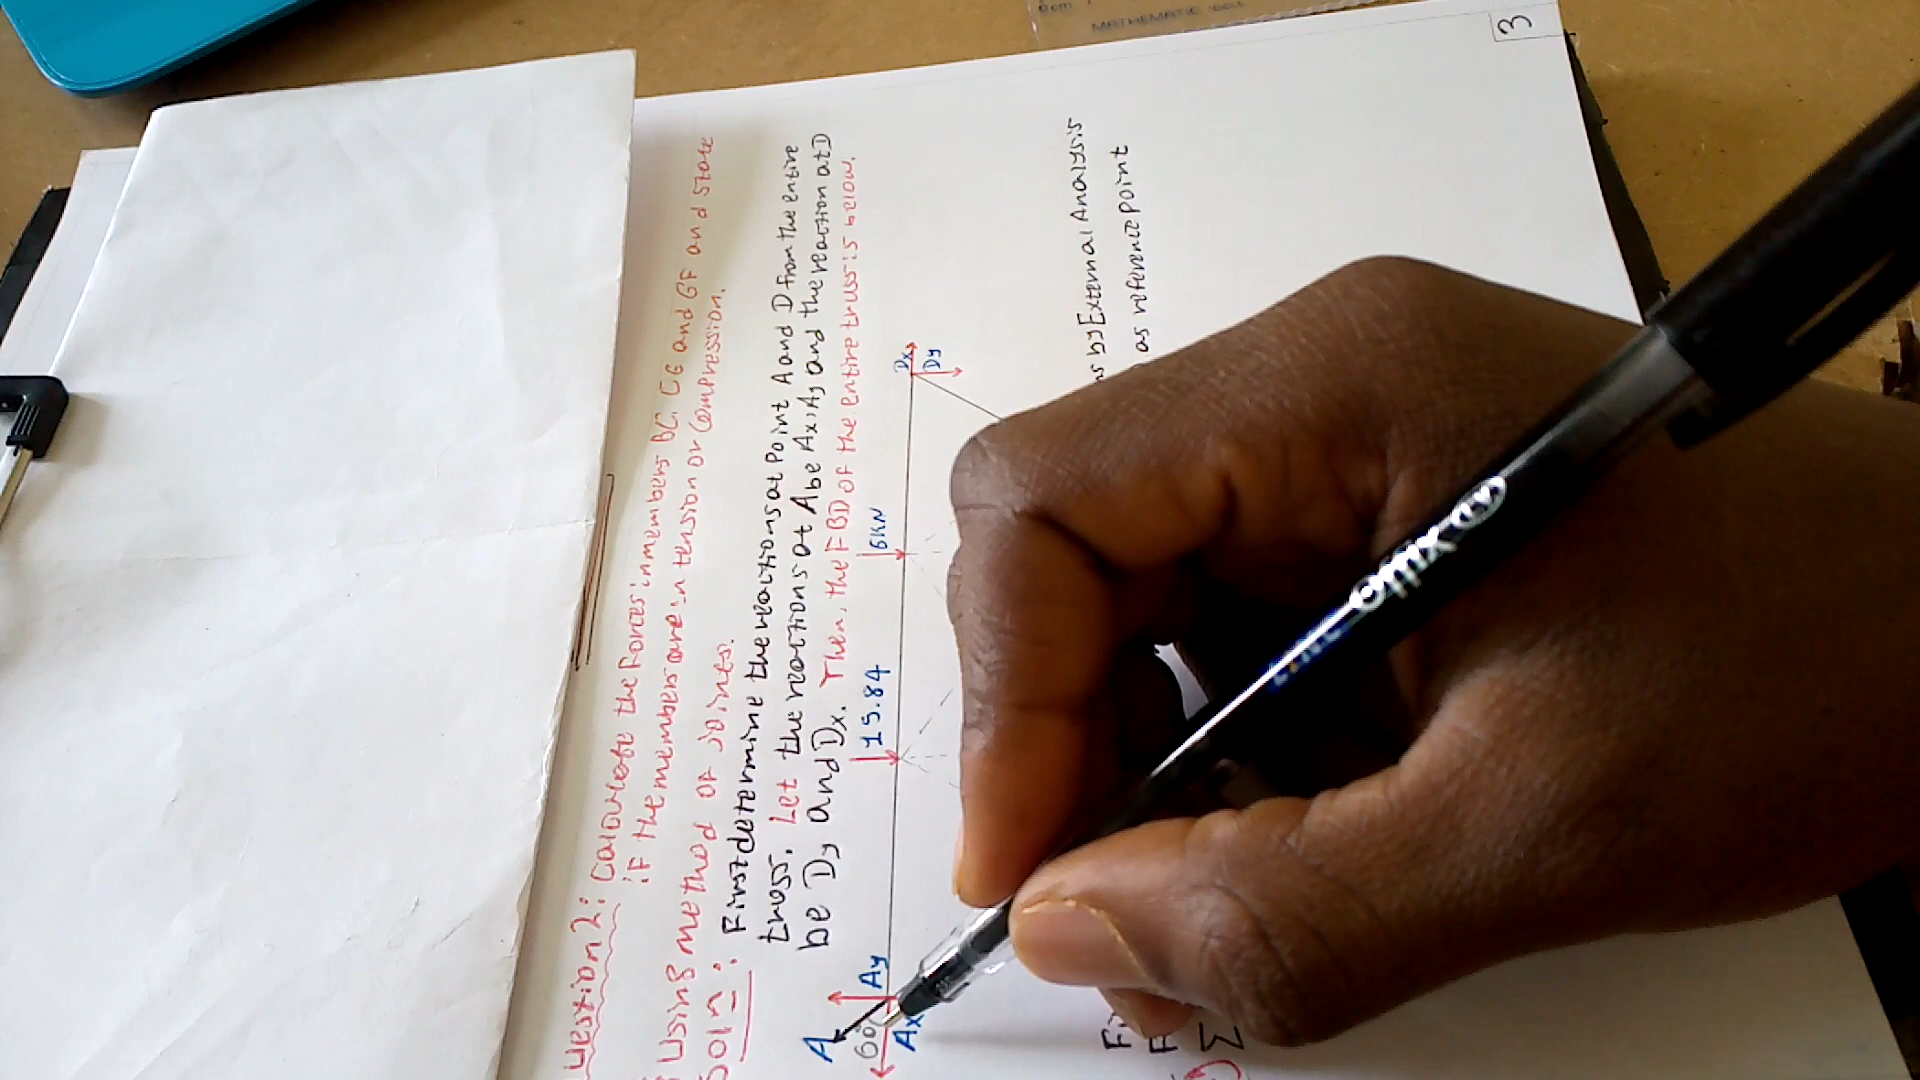 uestion 2: Calculate the forces in members BC, CG and GF and state
if the members are in tension or compression.
Using method of joints.
Soln: First determine the reactions at Point A and D from the entire
truss. Let the reactions at A be Ax, Ay and the reaction at D
be Dy and Dx. Then, the FBD of the entire truss is below.
A
60°
Ay
Ax
15.84
6kN
Dx
Dy
by External Analysis
as reference point
Σ
3
Optix
MATHEMATIC
0cm